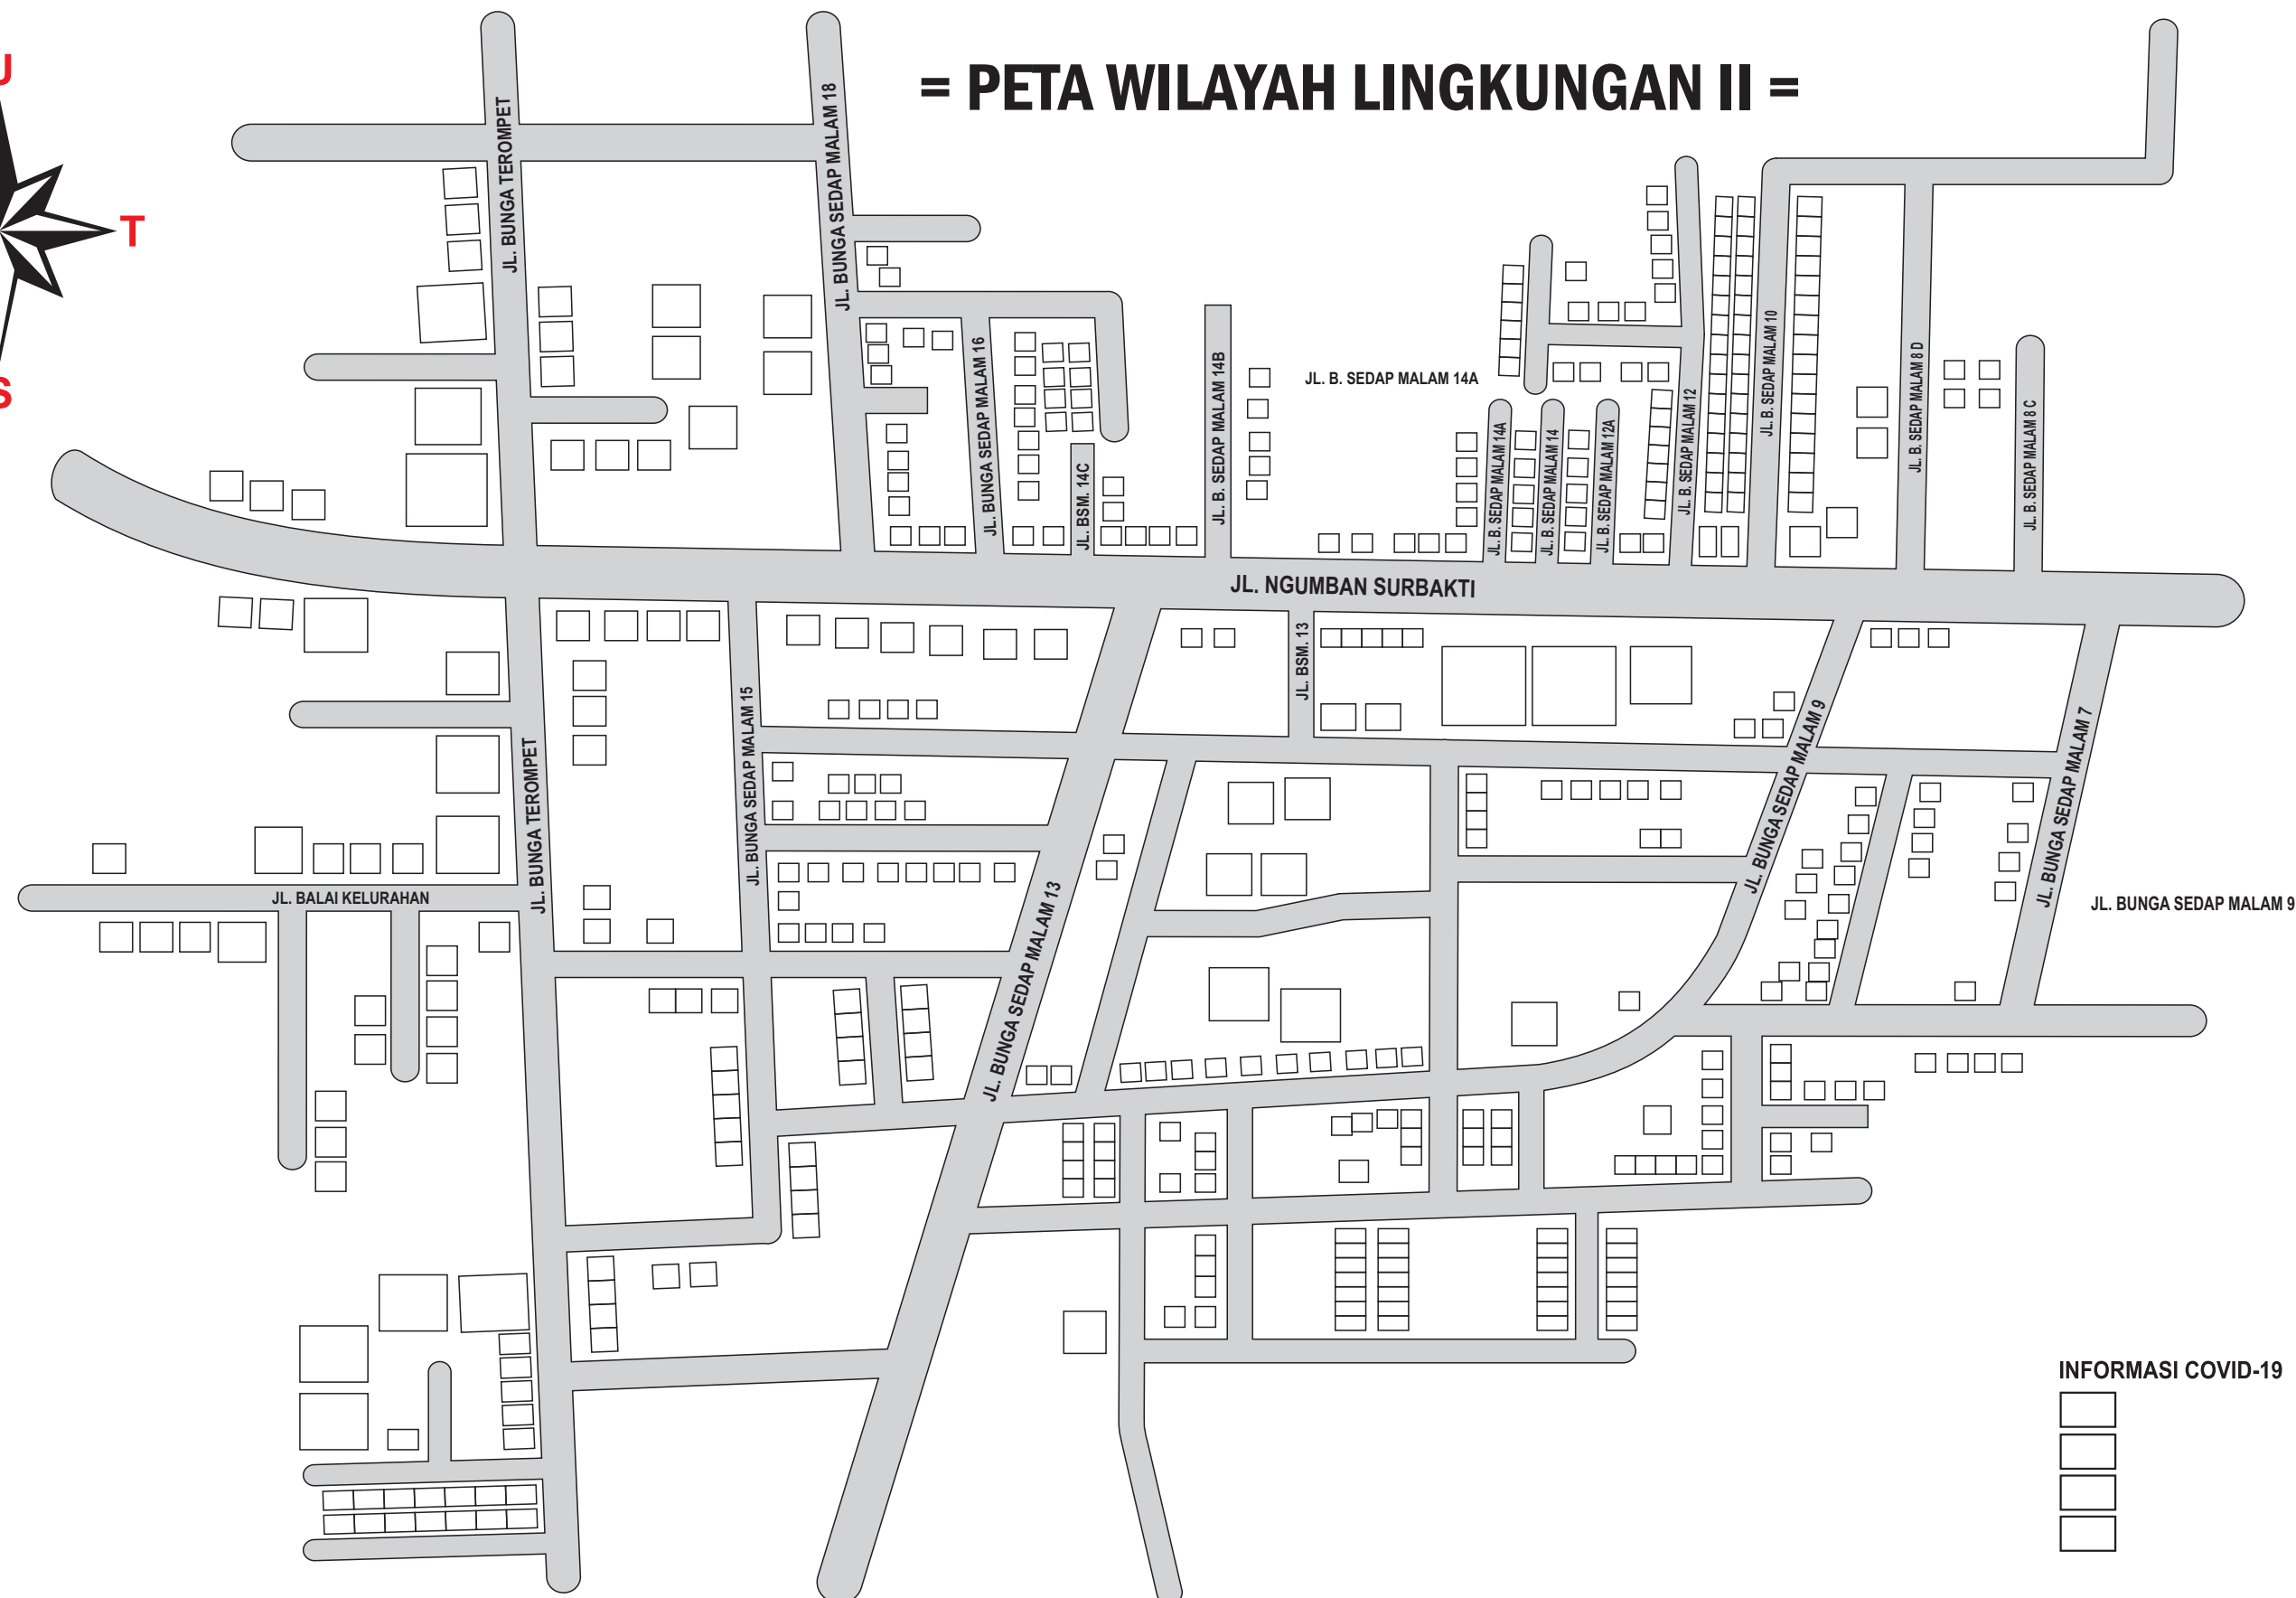 = PETA WILAYAH LINGKUNGAN II =
U
T
S
JL. BUNGA TEROMPET
JL. BUNGA SEDAP MALAM 18
JL. BUNGA SEDAP MALAM 16
JL. BSM. 14C
JL. B. SEDAP MALAM 14B
JL. B. SEDAP MALAM 14A
JL. B. SEDAP MALAM 14A
JL. B. SEDAP MALAM 14
JL. B. SEDAP MALAM 12A
JL. B. SEDAP MALAM 12
JL. B. SEDAP MALAM 10
JL. B. SEDAP MALAM 8 D
JL. B. SEDAP MALAM 8 C
JL. NGUMBAN SURBAKTI
JL. BUNGA TEROMPET
JL. BUNGA SEDAP MALAM 15
JL. BSM. 13
JL. BUNGA SEDAP MALAM 9
JL. BUNGA SEDAP MALAM 7
JL. BALAI KELURAHAN
JL. BUNGA SEDAP MALAM 13
JL. BUNGA SEDAP MALAM 9
INFORMASI COVID-19